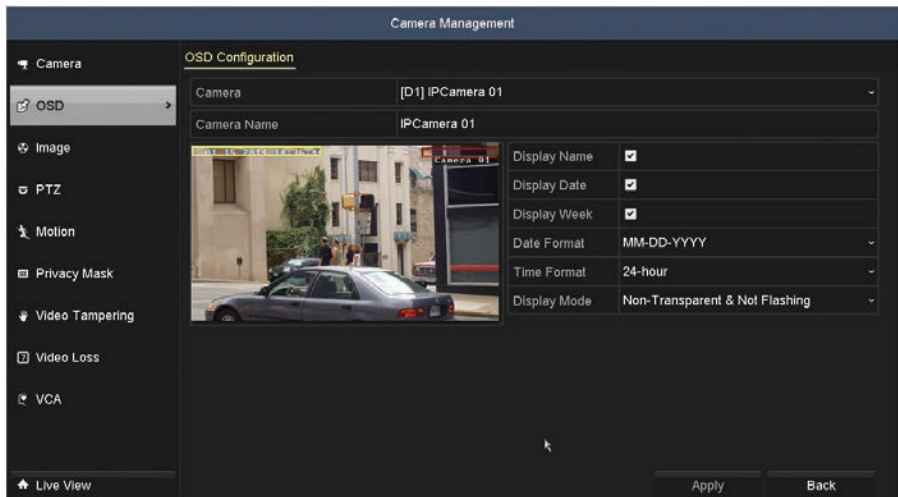 Camera Management
Camera
OSD
Image
PTZ
Motion
Privacy Mask
Video Tampering
Video Loss
VCA
Live View
OSD Configuration
Camera [D1] IPCamera 01
Camera Name IPCamera 01
Camera 01
Display Name
Display Date
Display Week
Date Format MM-DD-YYYY
Time Format 24-hour
Display Mode Non-Transparent & Not Flashing
Apply Back